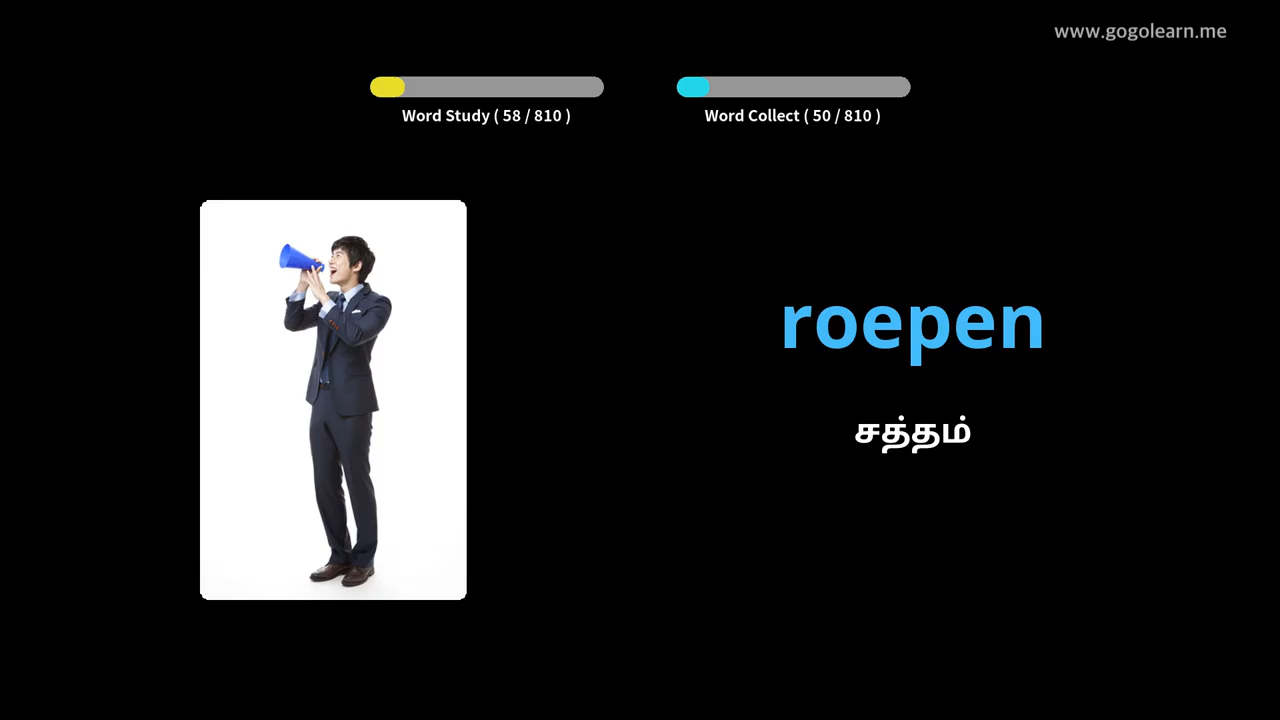 www.gogolearn.me
Word Study ( 58 / 810 )
Word Collect ( 50 / 810 )
roepen
சத்தம்